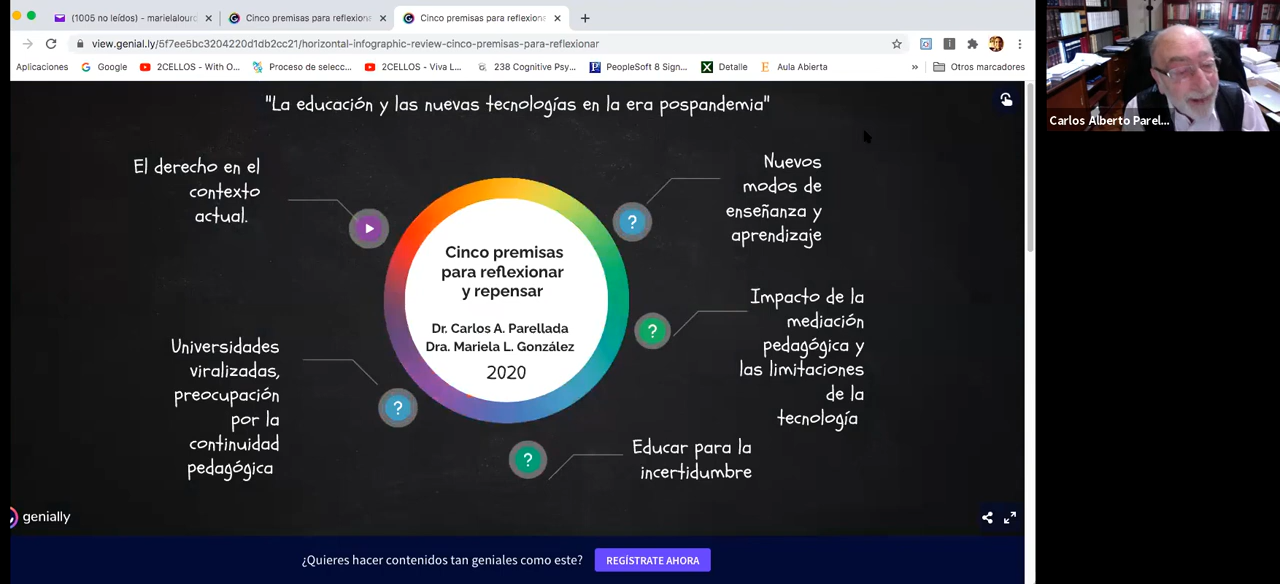 (1005 no leídos) - marielalourd
Cinco premisas para reflexiona
Cinco premisas para reflexiona
view.genial.ly/5f7ee5bc3204220d1db2cc21/horizontal-infographic-review-cinco-premisas-para-reflexionar
Aplicaciones
Google
2CELLOS - With O...
Proceso de selecc...
2CELLOS - Viva L...
238 Cognitive Psy...
PeopleSoft 8 Sign...
Detalle
Aula Abierta
»
Otros marcadores
Carlos Alberto Parel...
"La educación y las nuevas tecnologías en la era pospandemia"
El derecho en el
contexto
actual.
Nuevos
modos de
enseñanza y
aprendizaje
Cinco premisas
para reflexionar
y repensar
Dr. Carlos A. Parellada
Dra. Mariela L. González
2020
Impacto de la
mediación
pedagógica y
las limitaciones
de la
tecnología
Universidades
viralizadas,
preocupación
por la
continuidad
pedagógica
Educar para la
incertidumbre
?
?
?
?
genially
¿Quieres hacer contenidos tan geniales como este?
REGÍSTRATE AHORA